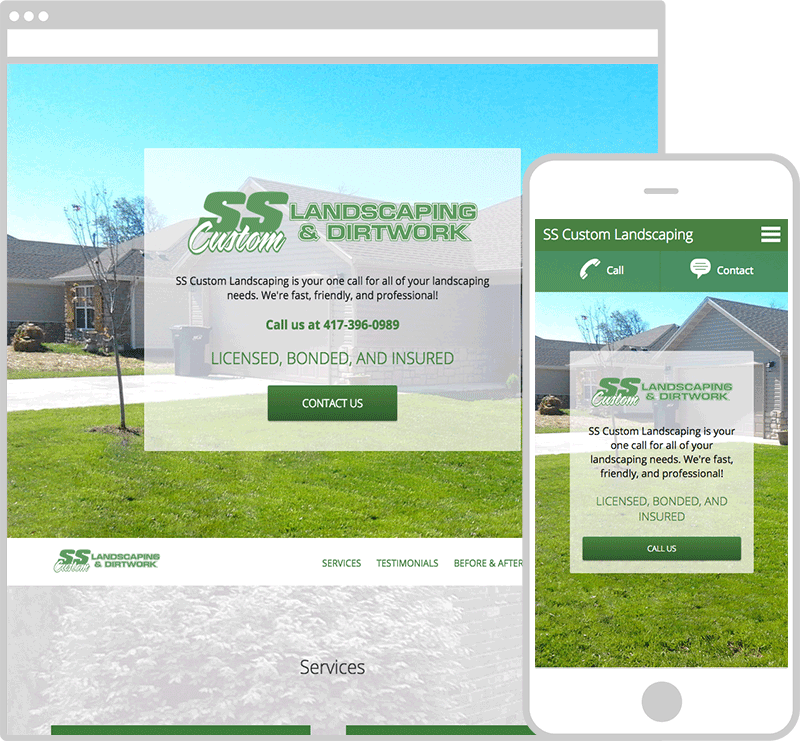 SS LANDSCAPING
Custom & DIRTWORK
SS Custom Landscaping is your one call for all of your landscaping
needs. We're fast, friendly, and professional!
Call us at 417-396-0989
LICENSED, BONDED, AND INSURED
CONTACT US
SS LANDSCAPING
Custom & DIRTWORK
SERVICES TESTIMONIALS BEFORE & AFTER
Services
SS Custom Landscaping
Call Contact
SS LANDSCAPING
Custom & DIRTWORK
SS Custom Landscaping is your
one call for all of your
landscaping needs. We're fast,
friendly, and professional!
LICENSED, BONDED, AND
INSURED
CALL US